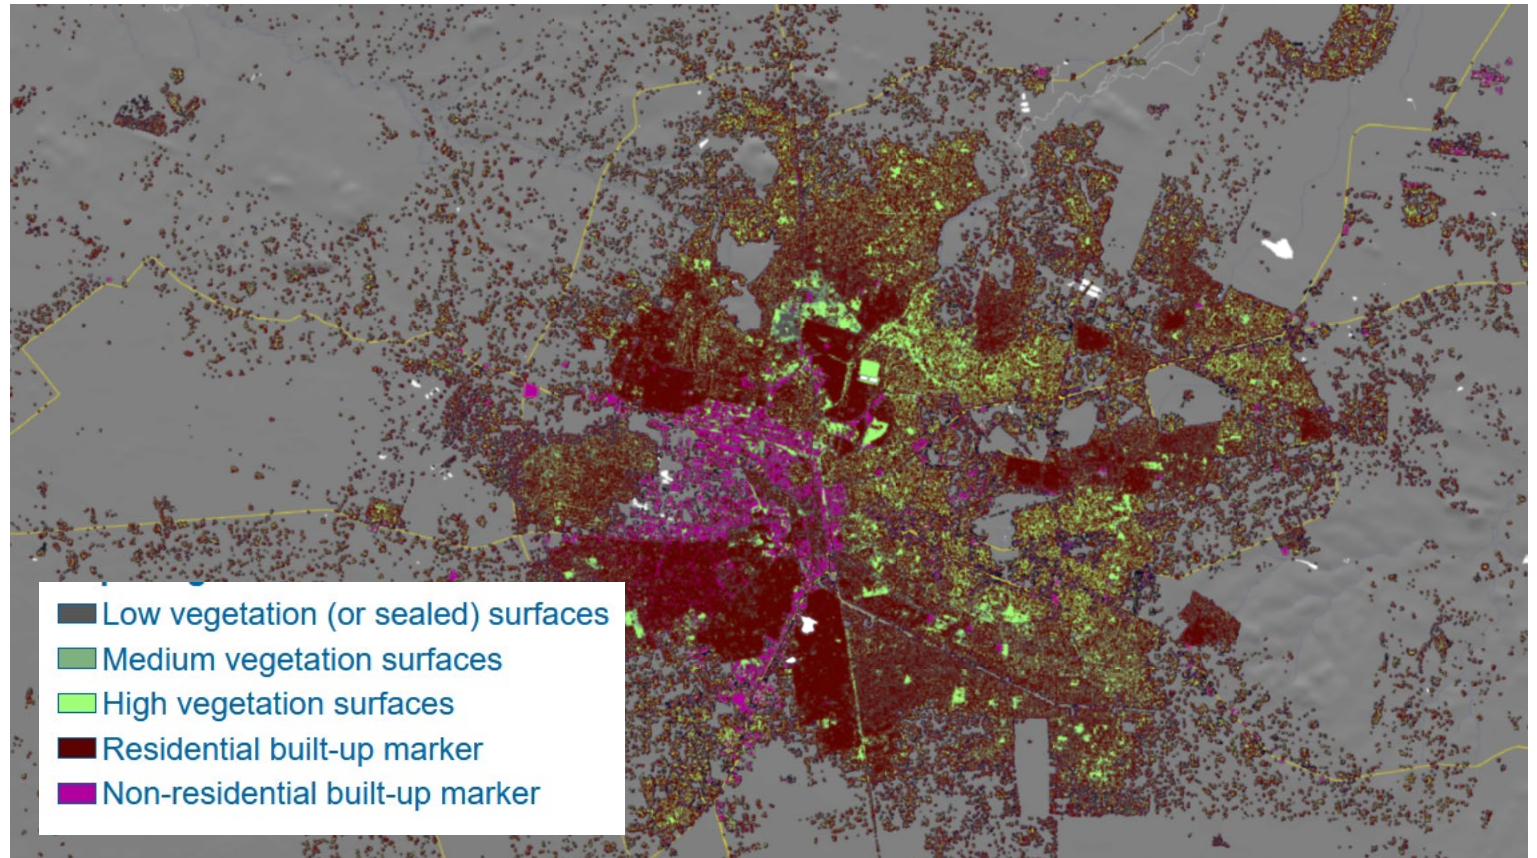 Low vegetation (or sealed) surfaces
Medium vegetation surfaces
High vegetation surfaces
Residential built-up marker
Non-residential built-up marker